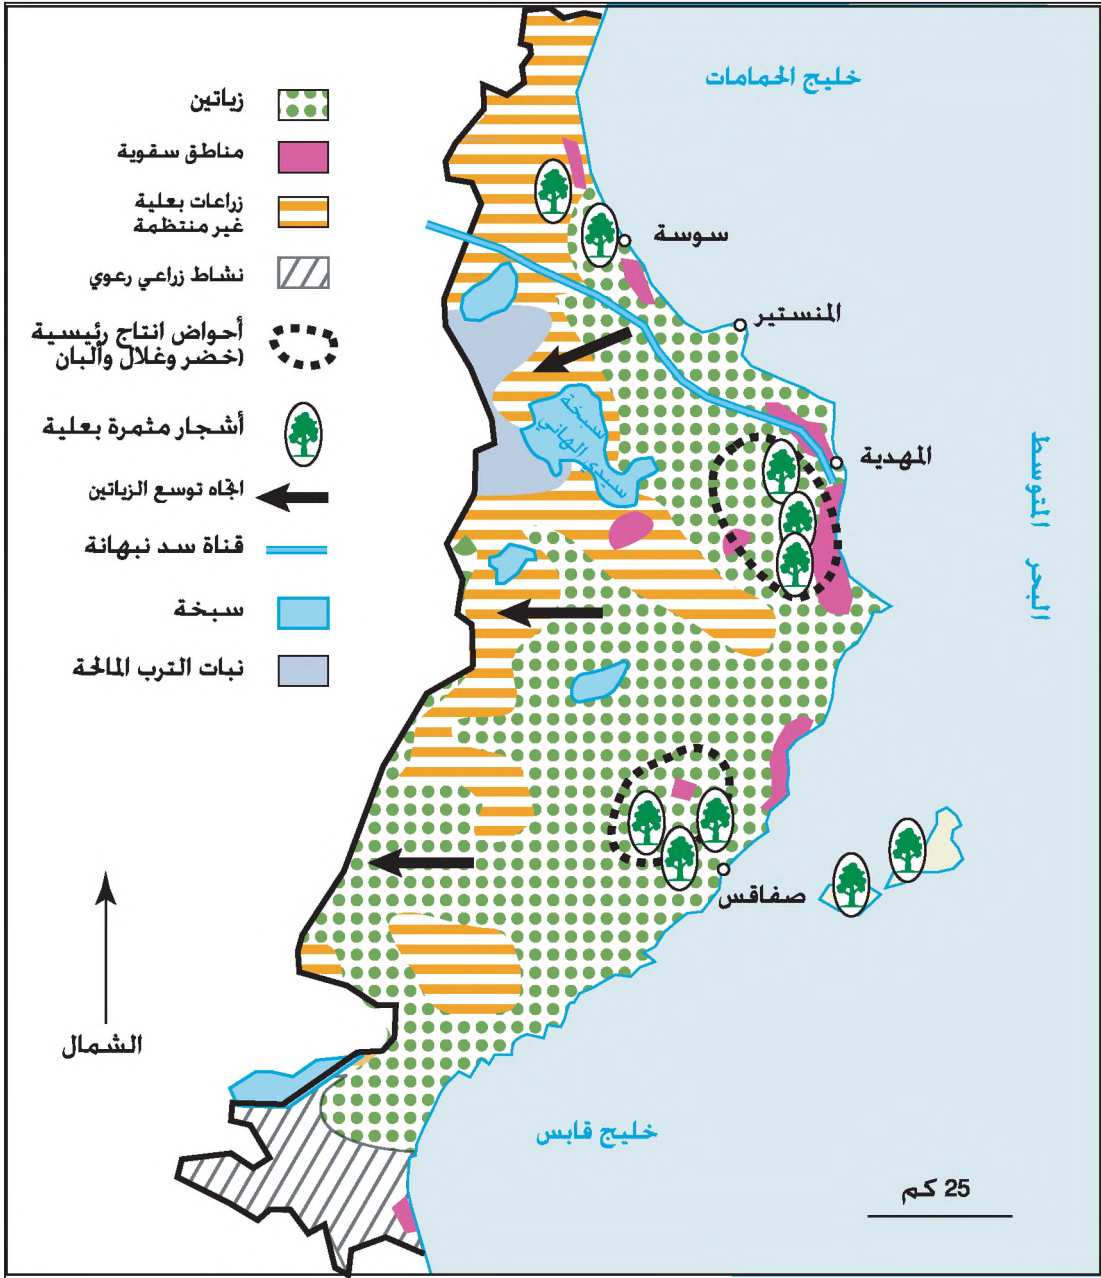 خليج الحمامات
زياتين
مناطق سقوية
زراعات بعلية
غير منتظمة
نشاط زراعي رعوي
أحواض انتاج رئيسية
(خضر وغلال وألبان
أشجار مثمرة بعلية
اتجاه توسع الزياتين
قناة سد نبهانة
سبخة
نبات الترب المالحة
سوسة
المنستير
سبخة
سيدي الهاني
المهدية
البحر المتوسط
صفاقس
الشمال
خليج قابس
25 كم